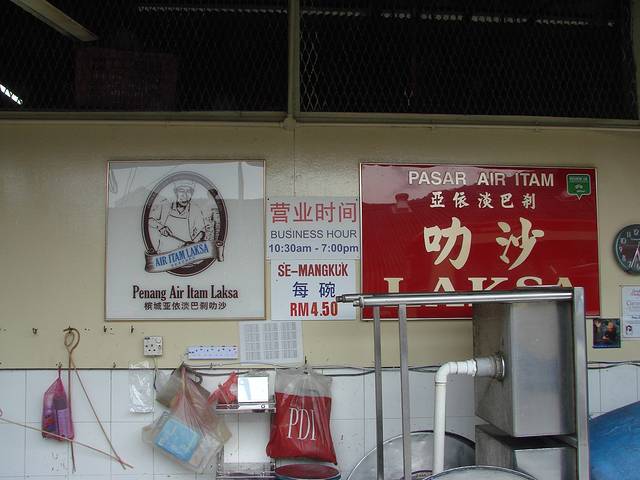 AIR ITAM LAKSA
Penang Air Itam Laksa
槟城亚依淡巴刹叻沙
营业时间
BUSINESS HOUR
10:30am - 7:00pm
SE-MANGKUK
每碗
RM4.50
PASAR AIR ITAM
亞依淡巴刹
叻沙
LAKSA
PDI